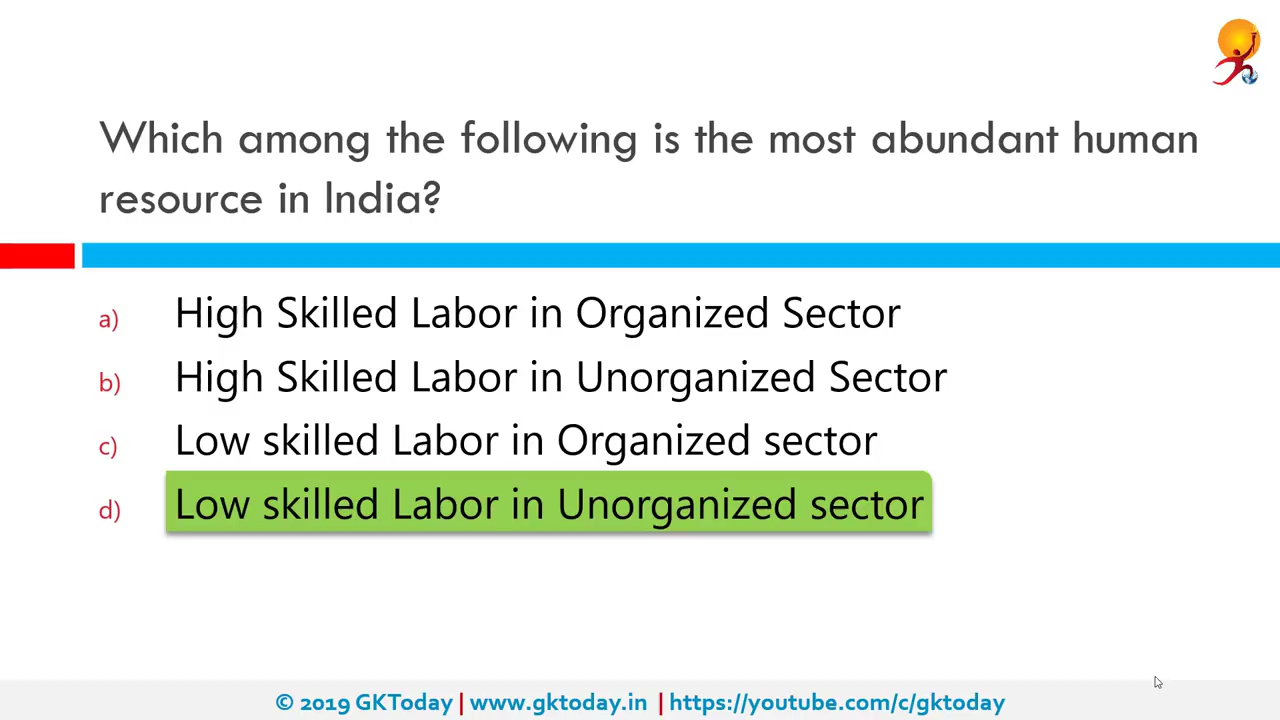 Which among the following is the most abundant human
resource in India?
a) High Skilled Labor in Organized Sector
b) High Skilled Labor in Unorganized Sector
c) Low skilled Labor in Organized sector
d) Low skilled Labor in Unorganized sector
© 2019 GKToday | www.gktoday.in | https://youtube.com/c/gktoday